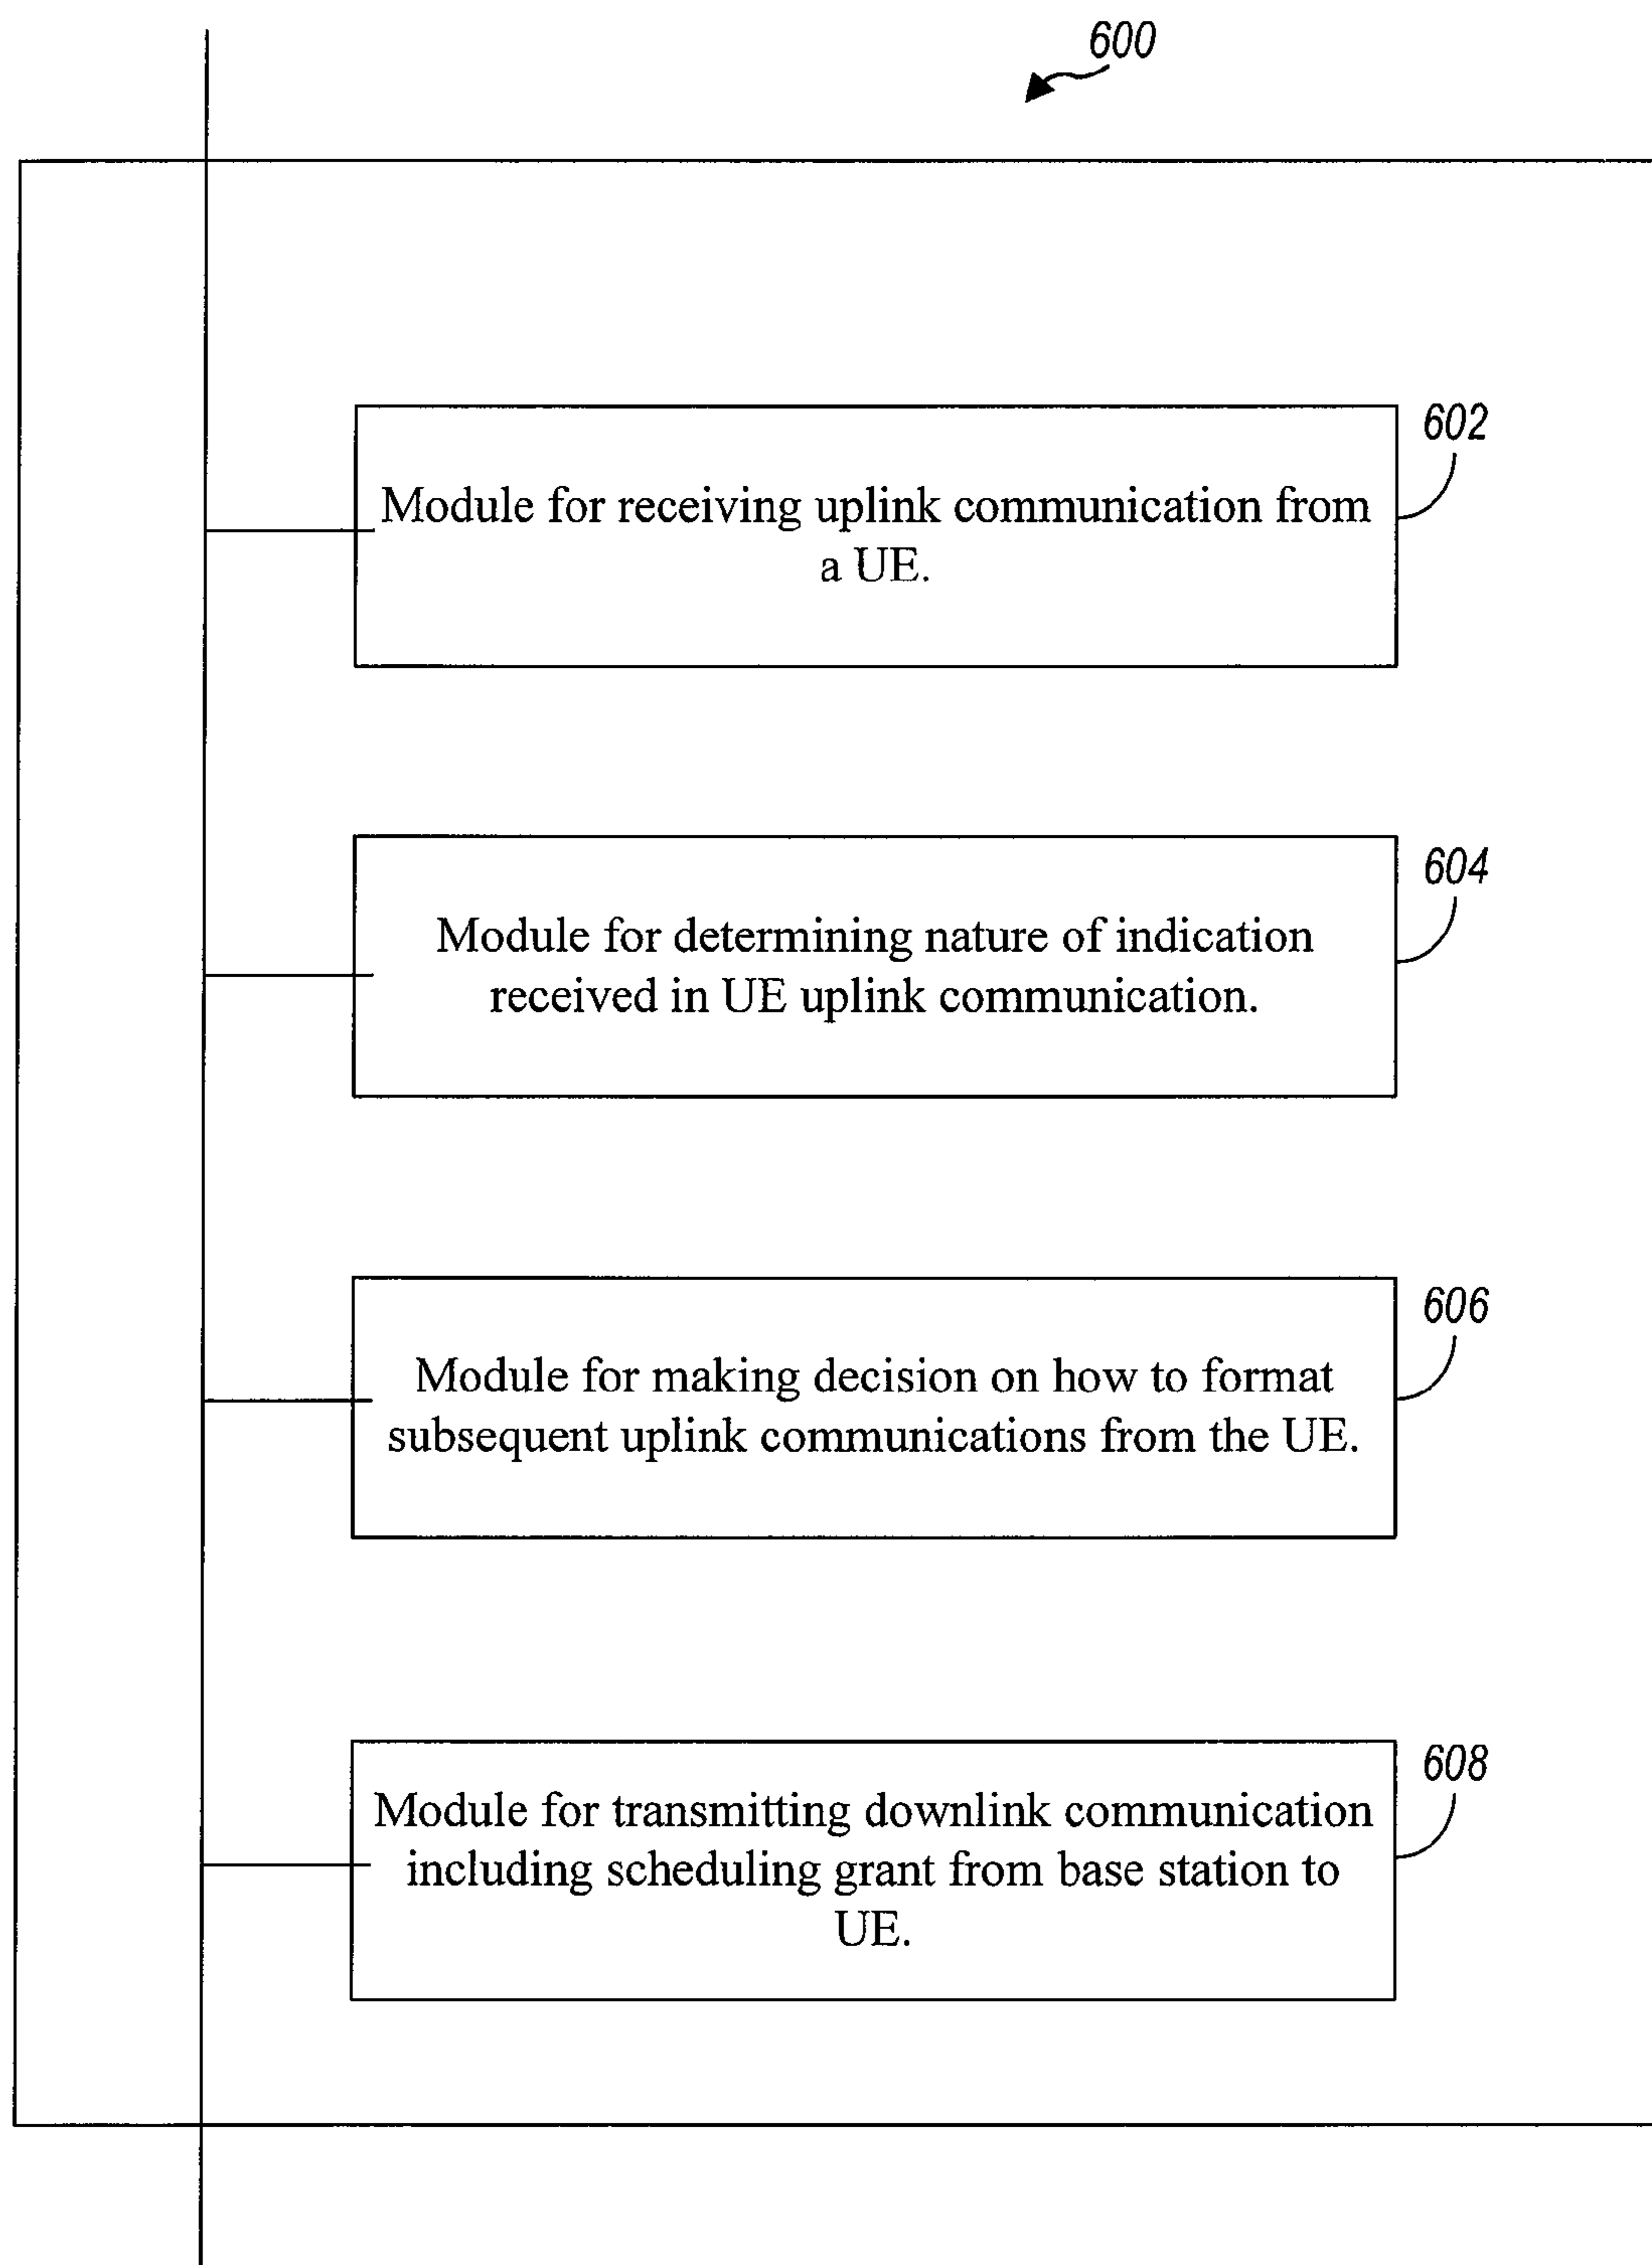 600
602
Module for receiving uplink communication from
a UE.
604
Module for determining nature of indication
received in UE uplink communication.
606
Module for making decision on how to format
subsequent uplink communications from the UE.
608
Module for transmitting downlink communication
including scheduling grant from base station to
UE.